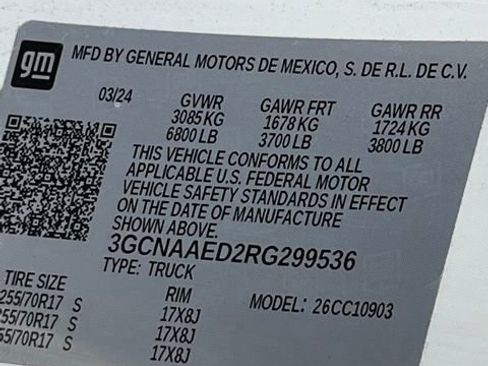 gm
MFD BY GENERAL MOTORS DE MEXICO, S. DE R.L. DE C.V.
03/24 GVWR GAWR FRT GAWR RR
3085 KG 1678 KG 1724 KG
6800 LB 3700 LB 3800 LB
THIS VEHICLE CONFORMS TO ALL
APPLICABLE U.S. FEDERAL MOTOR
VEHICLE SAFETY STANDARDS IN EFFECT
ON THE DATE OF MANUFACTURE
SHOWN ABOVE.
3GCNAAED2RG299536
TYPE: TRUCK
TIRE SIZE RIM MODEL: 26CC10903
255/70R17 S 17X8J
255/70R17 S 17X8J
55/70R17 S 17X8J